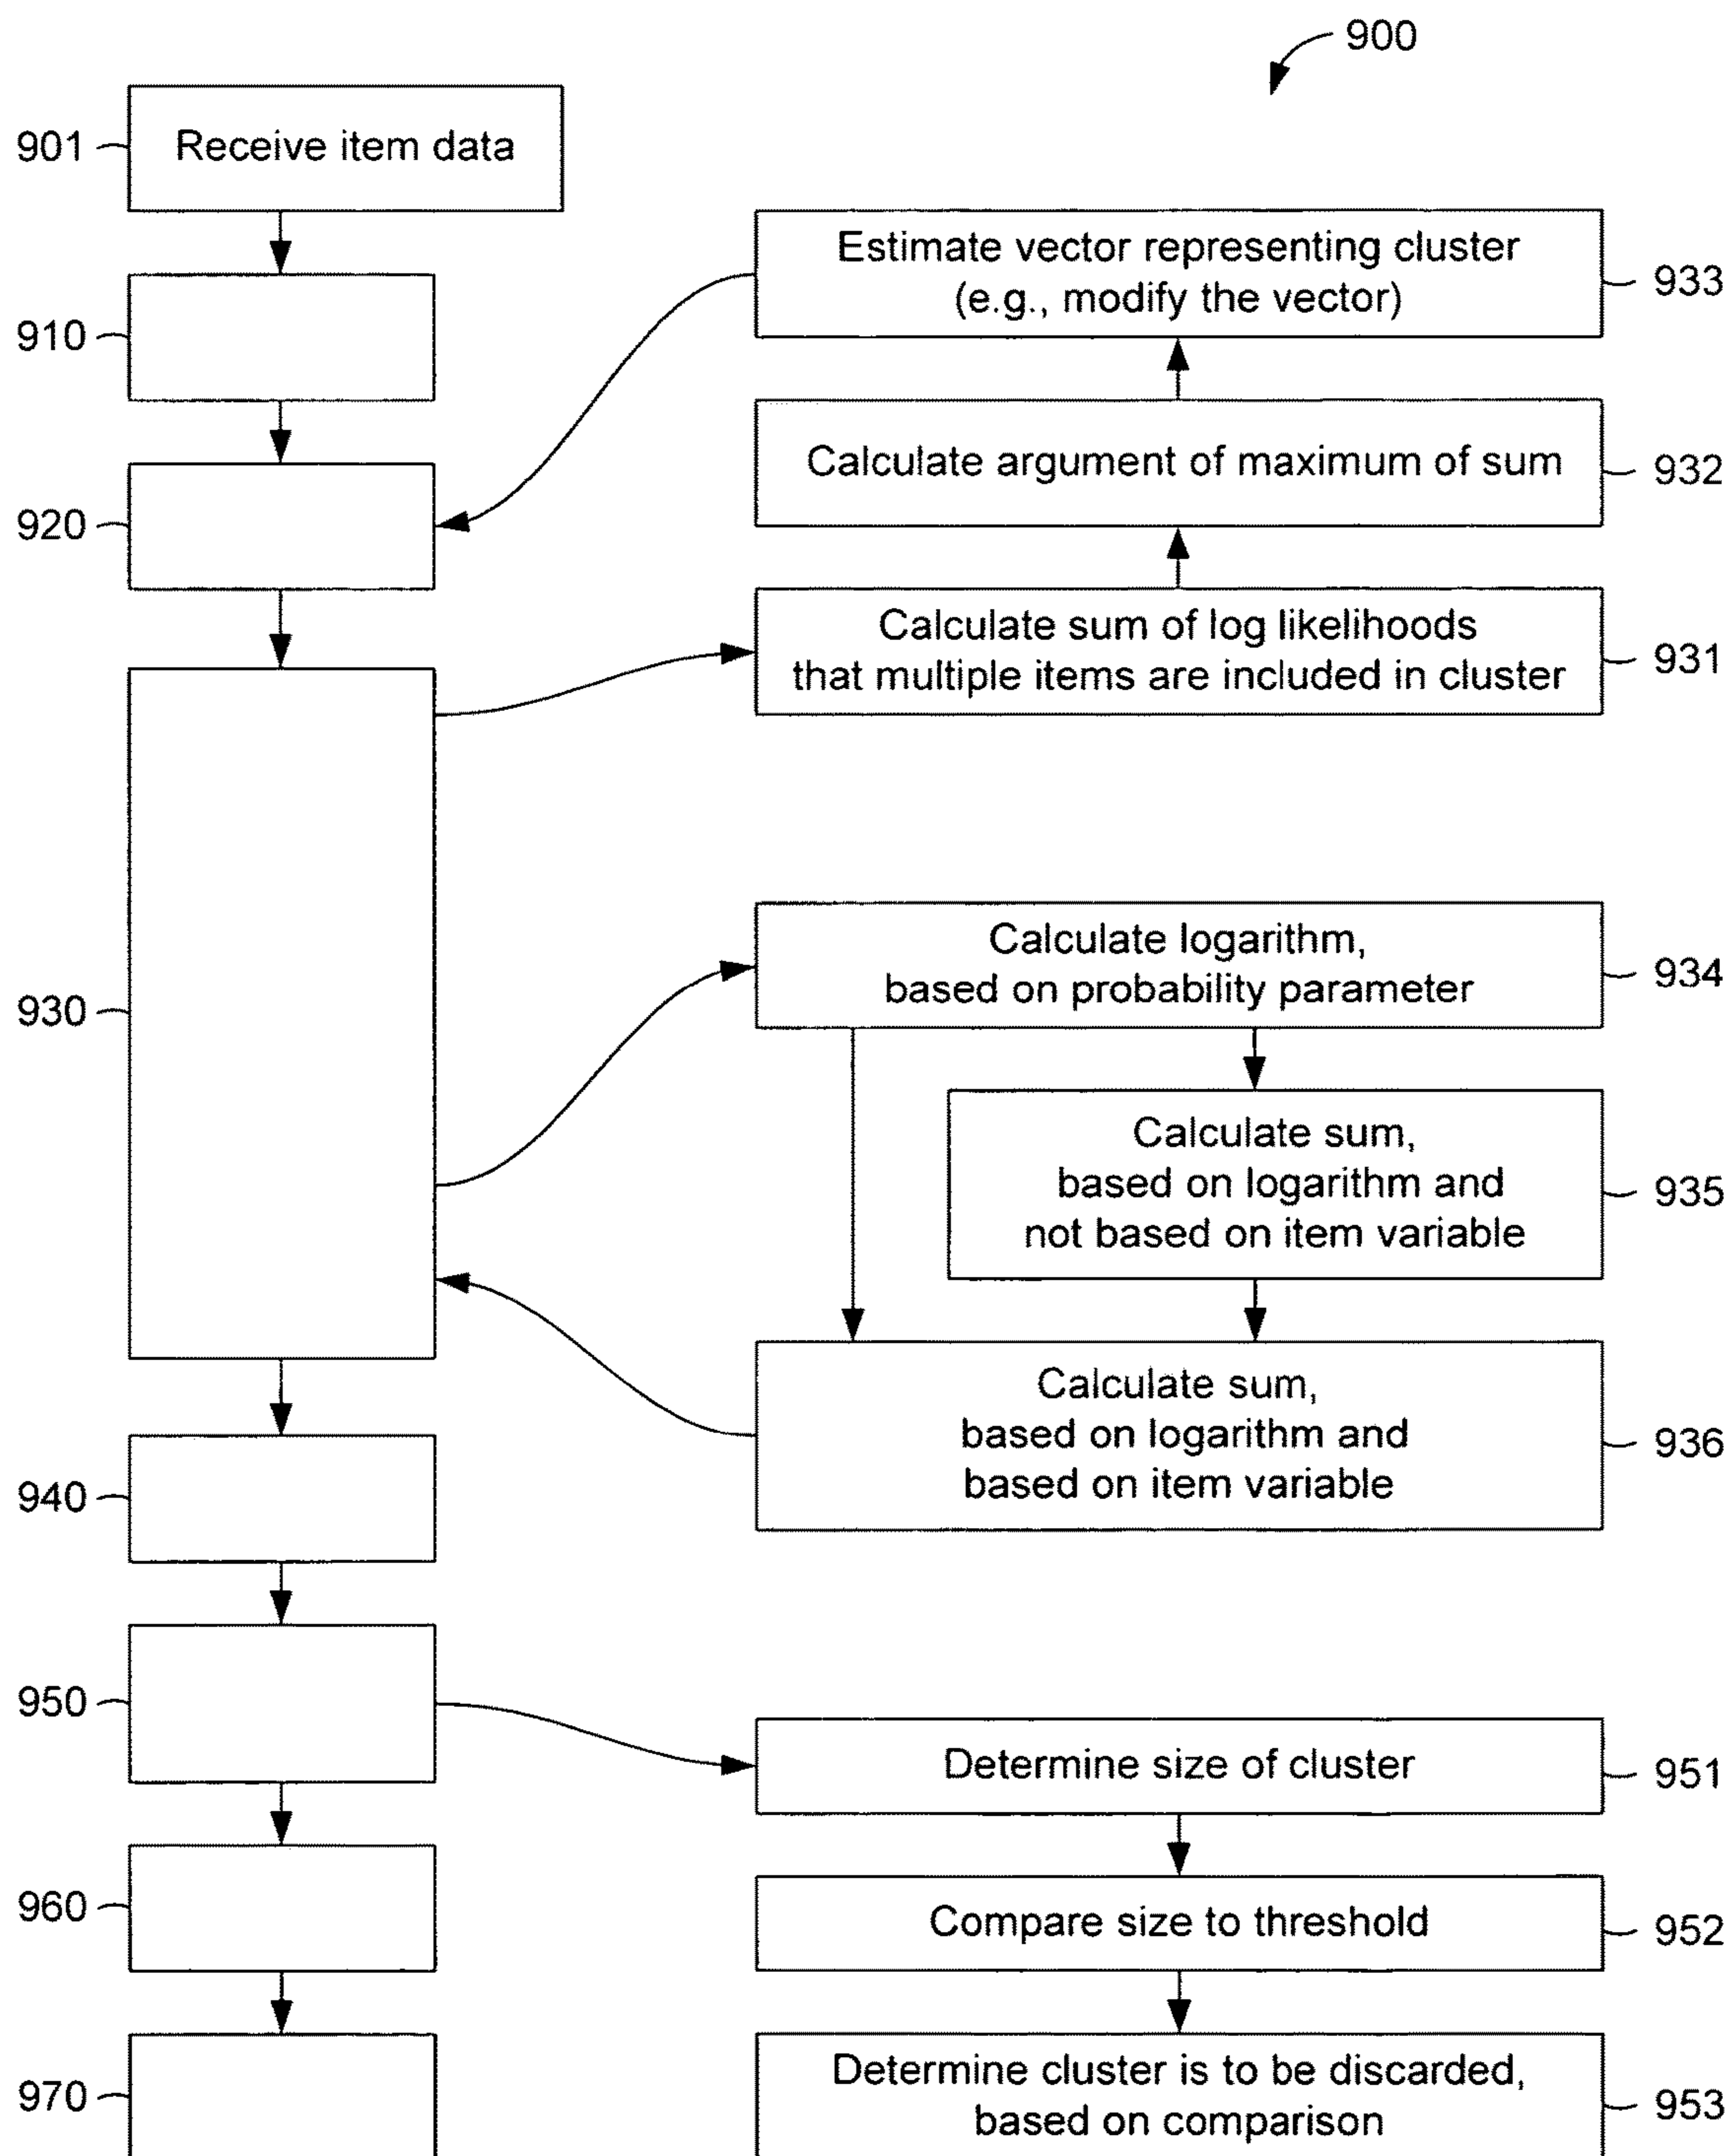 900
901
Receive item data
910
920
Estimate vector representing cluster
(e.g., modify the vector)
933
Calculate argument of maximum of sum
932
Calculate sum of log likelihoods
that multiple items are included in cluster
931
930
Calculate logarithm,
based on probability parameter
934
Calculate sum,
based on logarithm and
not based on item variable
935
Calculate sum,
based on logarithm and
based on item variable
936
940
950
Determine size of cluster
951
960
Compare size to threshold
952
970
Determine cluster is to be discarded,
based on comparison
953